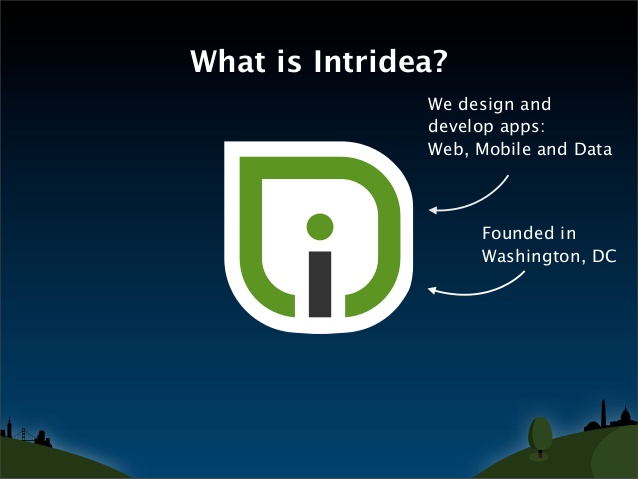 What is Intridea?
We design and
develop apps:
Web, Mobile and Data
i
Founded in
Washington, DC